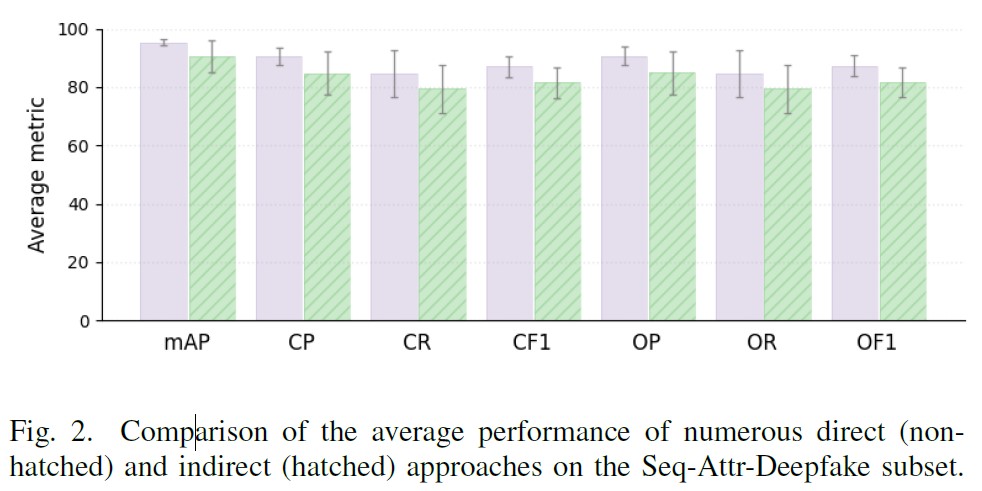 100
80
60
40
20
0
Average metric
mAP CP CR CF1 OP OR OF1
Fig. 2. Comparison of the average performance of numerous direct (non-
hatched) and indirect (hatched) approaches on the Seq-Attr-Deepfake subset.